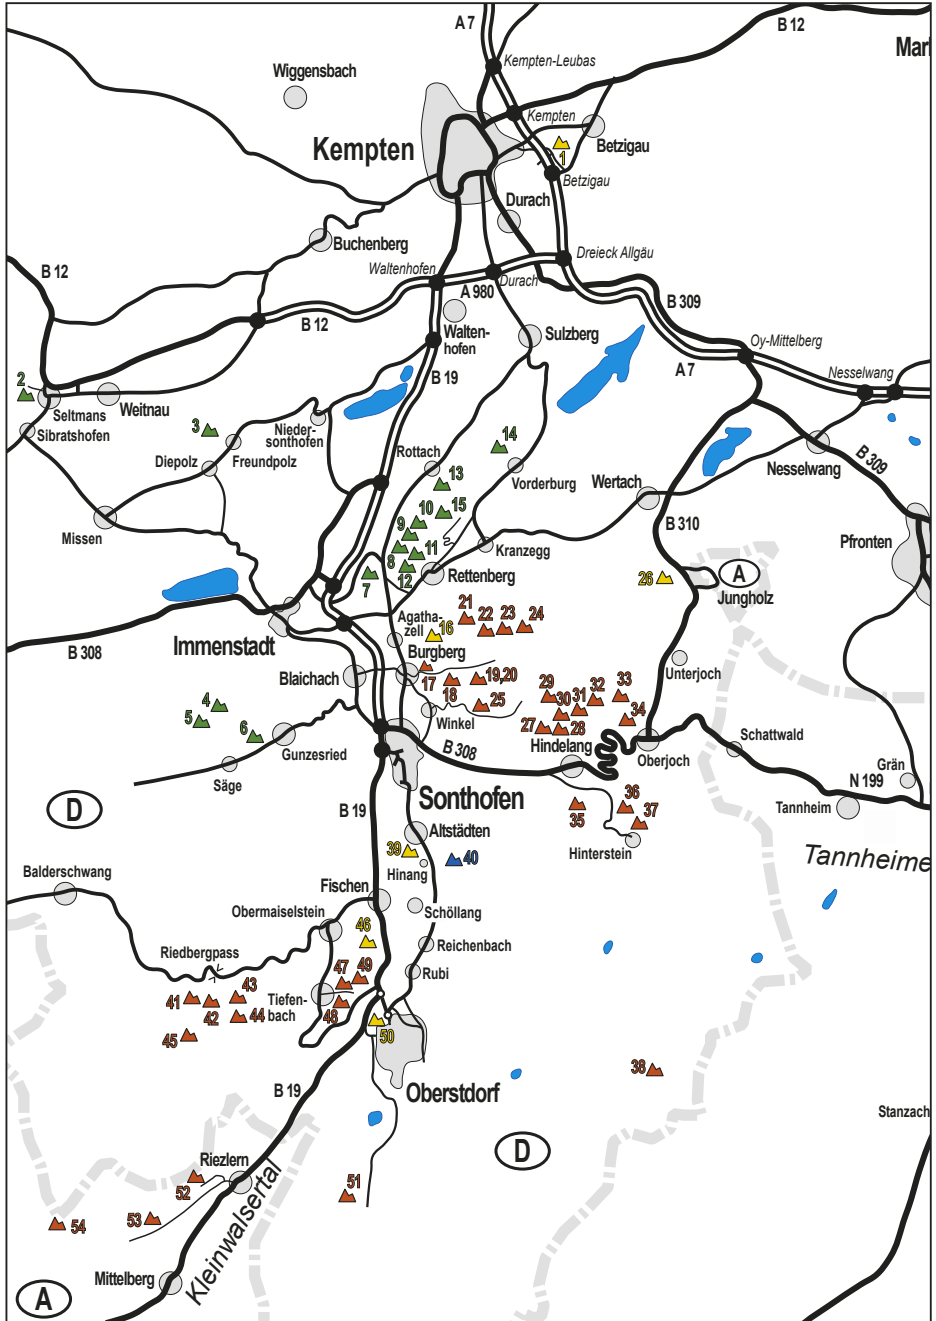 A 7
B 12
Kempten-Leubas
Wiggensbach
Kempten
Kempten
Betzigau
1
Betzigau
Durach
Buchenberg
Dreieck Allgäu
B 12
Waltenhofen
Durach
A 980
B 309
B 12
Walten-
hofen
Sulzberg
Oy-Mittelberg
A 7
Nesselwang
B 19
2
Seltmans
Weitnau
Sibratshofen
3
Nieder-
sonthofen
Freundpolz
Diepolz
14
Rottach
13
Vorderburg
Wertach
Nesselwang
B 309
10
15
9
Missen
B 310
Kranzegg
8
11
Pfronten
12
Rettenberg
7
26
A
Jungholz
21
22
23
24
Agatha-
zell
16
Immenstadt
B 308
Burgberg
Blaichach
17
19,20
Unterjoch
18
25
29
30
31
32
33
34
4
5
6
Winkel
27
28
Gunzesried
B 308
Hindelang
Oberjoch
Schattwald
Säge
Grän
N 199
D
Sonthofen
B 19
35
36
37
Tannheim
Altstädten
39
40
Hinterstein
Hinang
Tannheime
Balderschwang
Fischen
Schöllang
Obermaiselstein
46
Riedbergpass
Reichenbach
Rubi
47
49
41
42
43
44
Tiefen-
bach
48
45
50
38
B 19
Oberstdorf
Stanzach
D
Riezlern
52
51
Kleinwalsertal
53
54
Mittelberg
A